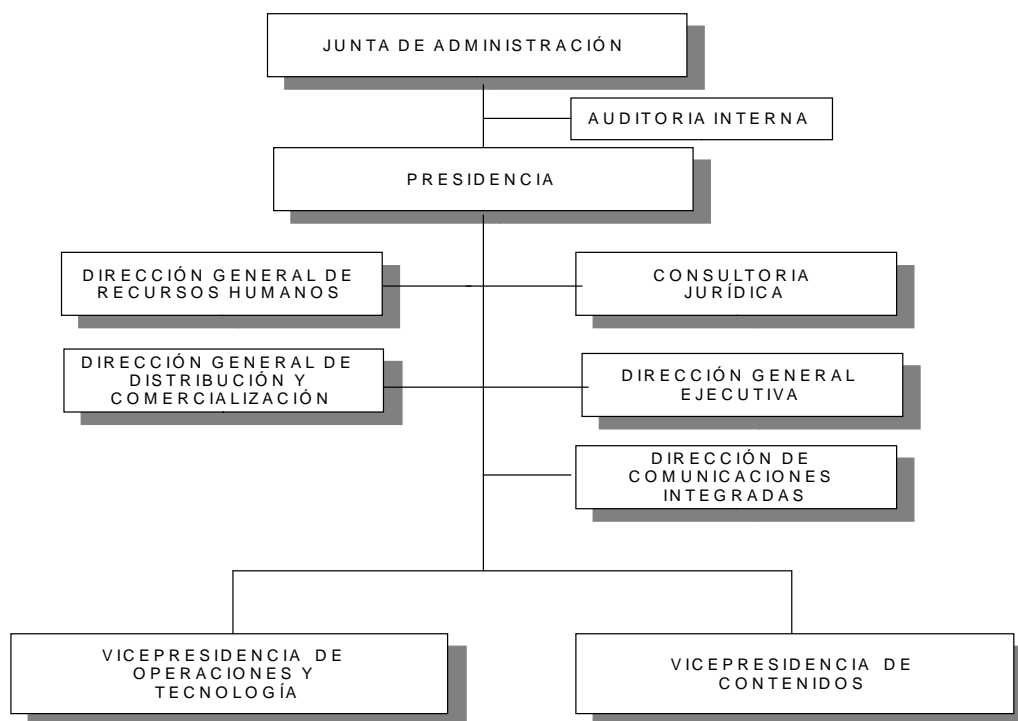 JUNTA DE ADMINISTRACIÓN
AUDITORIA INTERNA
PRESIDENCIA
DIRECCIÓN GENERAL DE
RECURSOS HUMANOS
CONSULTORIA
JURÍDICA
DIRECCIÓN GENERAL DE
DISTRIBUCIÓN Y
COMERCIALIZACIÓN
DIRECCIÓN GENERAL
EJECUTIVA
DIRECCIÓN DE
COMUNICACIONES
INTEGRADAS
VICEPRESIDENCIA DE
OPERACIONES Y
TECNOLOGÍA
VICEPRESIDENCIA DE
CONTENIDOS